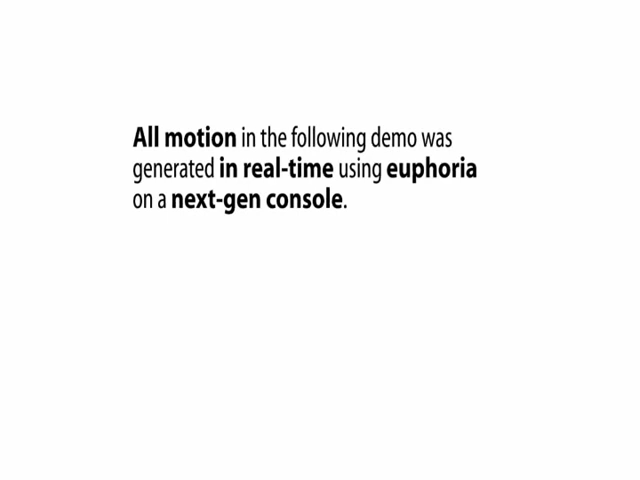 All motion in the following demo was
generated in real-time using euphoria
on a next-gen console.